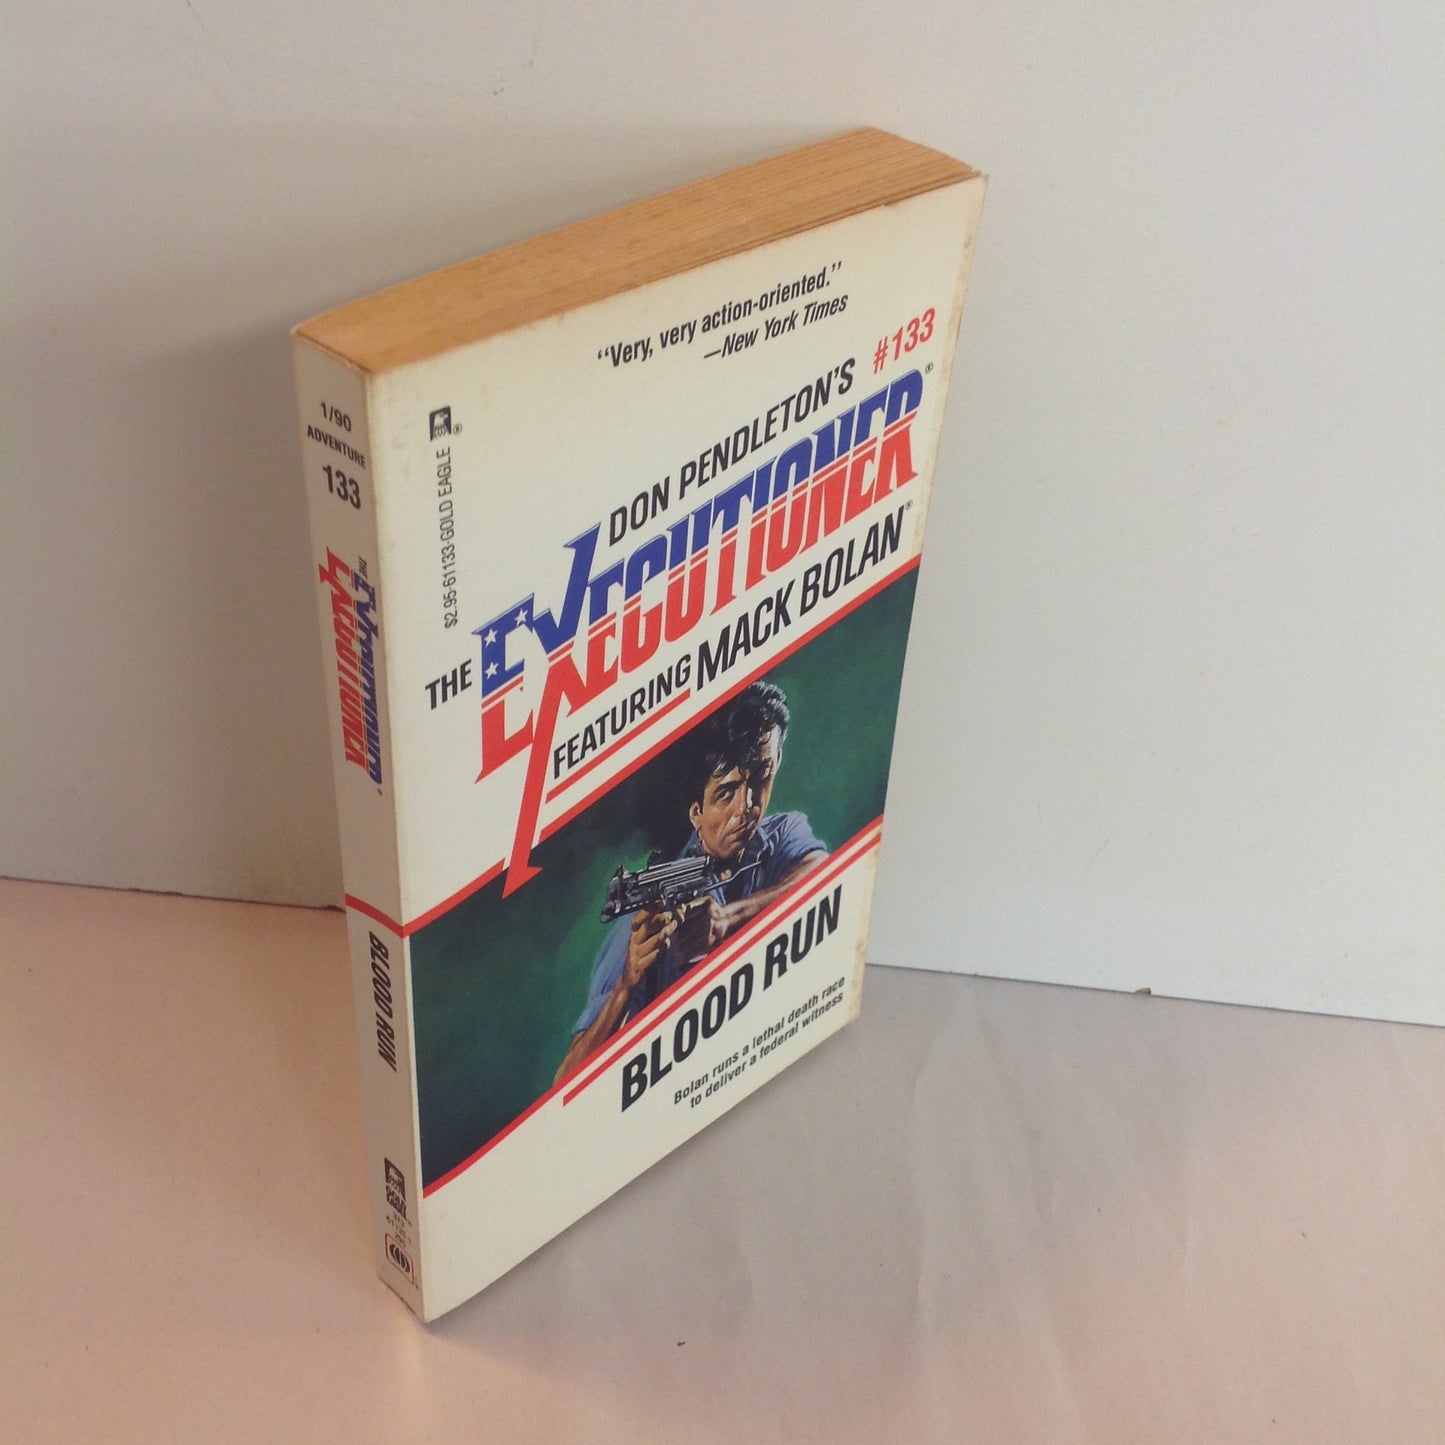 "Very, very action-oriented."
—New York Times
#133
DON PENDLETON'S
THE EXECUTIONER®
FEATURING MACK BOLAN®
BLOOD RUN
Bolan runs a lethal death race
to deliver a federal witness
$2.95·61133·GOLD EAGLE
1/90
ADVENTURE
133
THE
EXECUTIONER®
BLOOD RUN